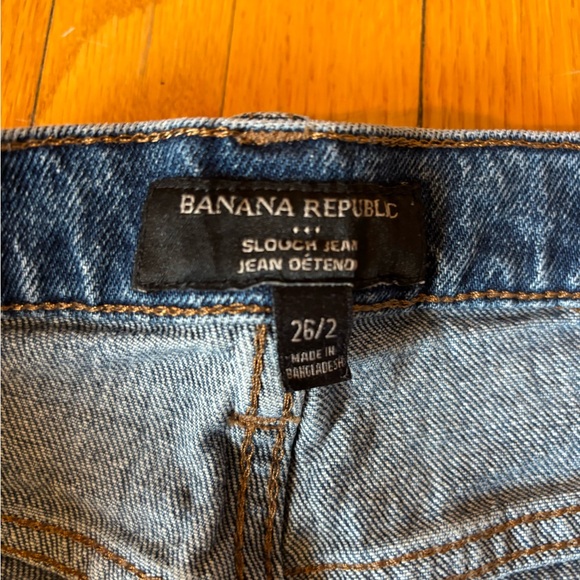 BANANA REPUBLIC
SLOUCH JEAN
JEAN DÉTENDU
26/2
MADE IN
BANGLADESH